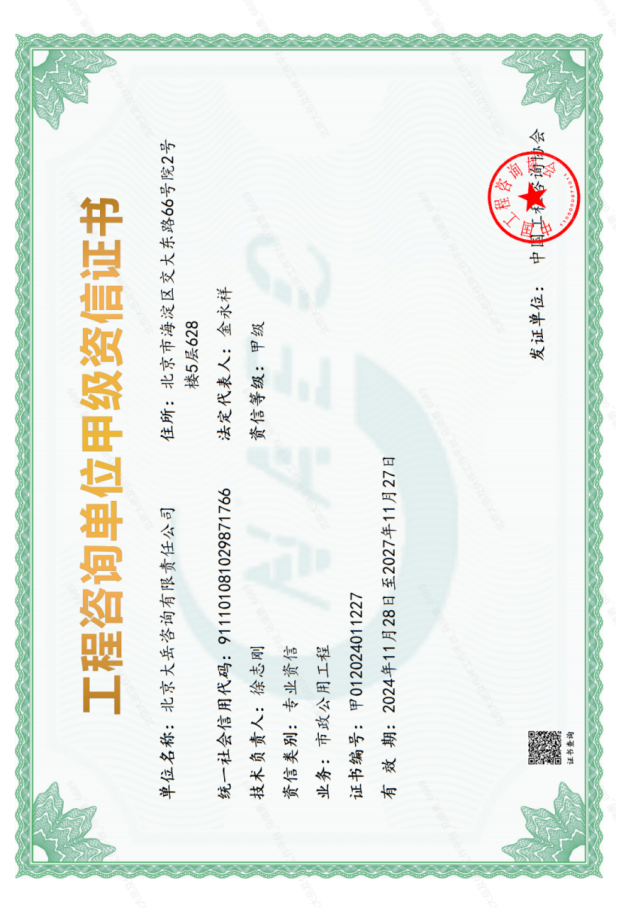 工程咨询单位甲级资信证书
单位名称：北京大岳咨询有限责任公司
住所：北京市海淀区交大东路66号院2号
楼5层628
统一社会信用代码：911101081029871766
法定代表人：金永祥
技术负责人：徐志刚
资信等级：甲级
资信类别：专业资信
业务：市政公用工程
证书编号：甲012024011227
有 效 期：2024年11月28日至2027年11月27日
CNAEC
证书查询
发证单位：中国工程咨询协会